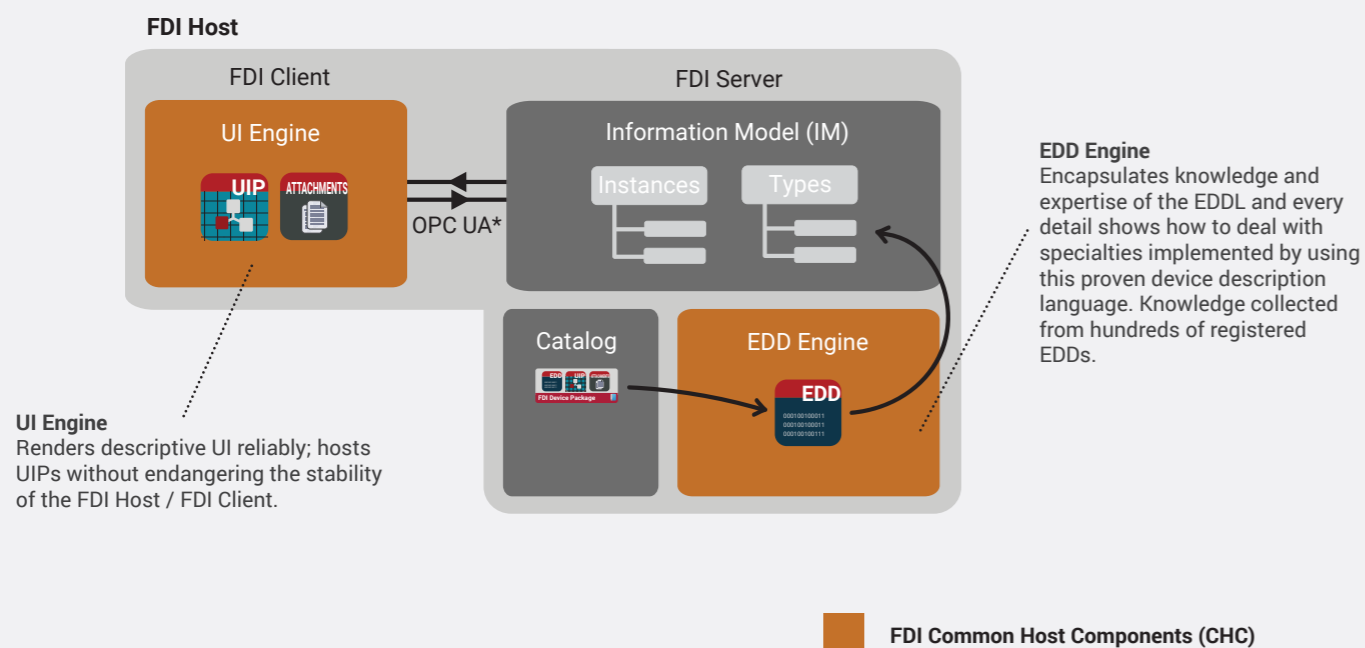 FDI Host
FDI Client
FDI Server
UI Engine
UIP
ATTACHMENTS
OPC UA*
Information Model (IM)
Instances
Types
Catalog
EDD
UIP
ATTACHMENTS
FDI Device Package
EDD Engine
EDD
000100100011
000100100011
000100100111
EDD Engine
Encapsulates knowledge and
expertise of the EDDL and every
detail shows how to deal with
specialties implemented by using
this proven device description
language. Knowledge collected
from hundreds of registered
EDDs.
UI Engine
Renders descriptive UI reliably; hosts
UIPs without endangering the stability
of the FDI Host / FDI Client.
FDI Common Host Components (CHC)